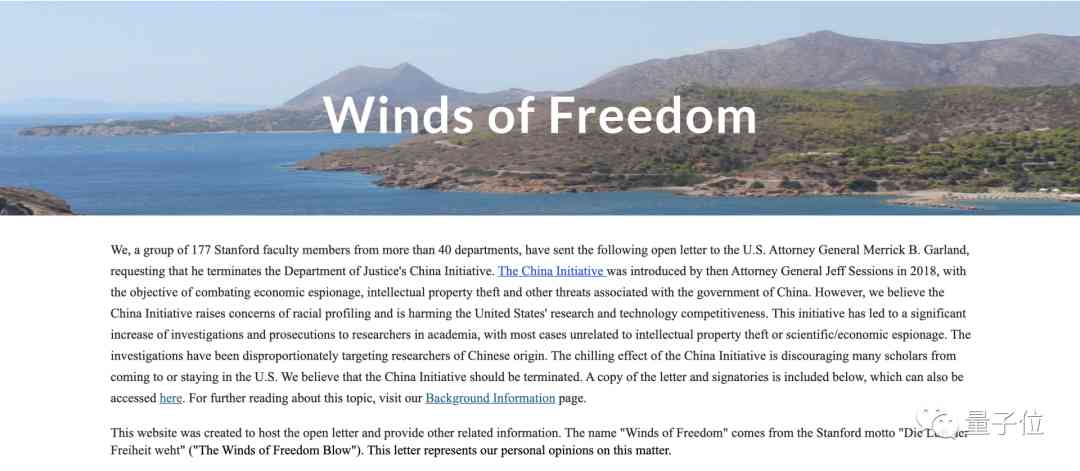 Winds of Freedom
We, a group of 177 Stanford faculty members from more than 40 departments, have sent the following open letter to the U.S. Attorney General Merrick B. Garland,
requesting that he terminates the Department of Justice's China Initiative. The China Initiative was introduced by then Attorney General Jeff Sessions in 2018, with
the objective of combating economic espionage, intellectual property theft and other threats associated with the government of China. However, we believe the
China Initiative raises concerns of racial profiling and is harming the United States' research and technology competitiveness. This initiative has led to a significant
increase of investigations and prosecutions to researchers in academia, with most cases unrelated to intellectual property theft or scientific/economic espionage. The
investigations have been disproportionately targeting researchers of Chinese origin. The chilling effect of the China Initiative is discouraging many scholars from
coming to or staying in the U.S. We believe that the China Initiative should be terminated. A copy of the letter and signatories is included below, which can also be
accessed here. For further reading about this topic, visit our Background Information page.
This website was created to host the open letter and provide other related information. The name "Winds of Freedom" comes from the Stanford motto "Die
Freiheit weht" ("The Winds of Freedom Blow"). This letter represents our personal opinions on this matter.
量子位